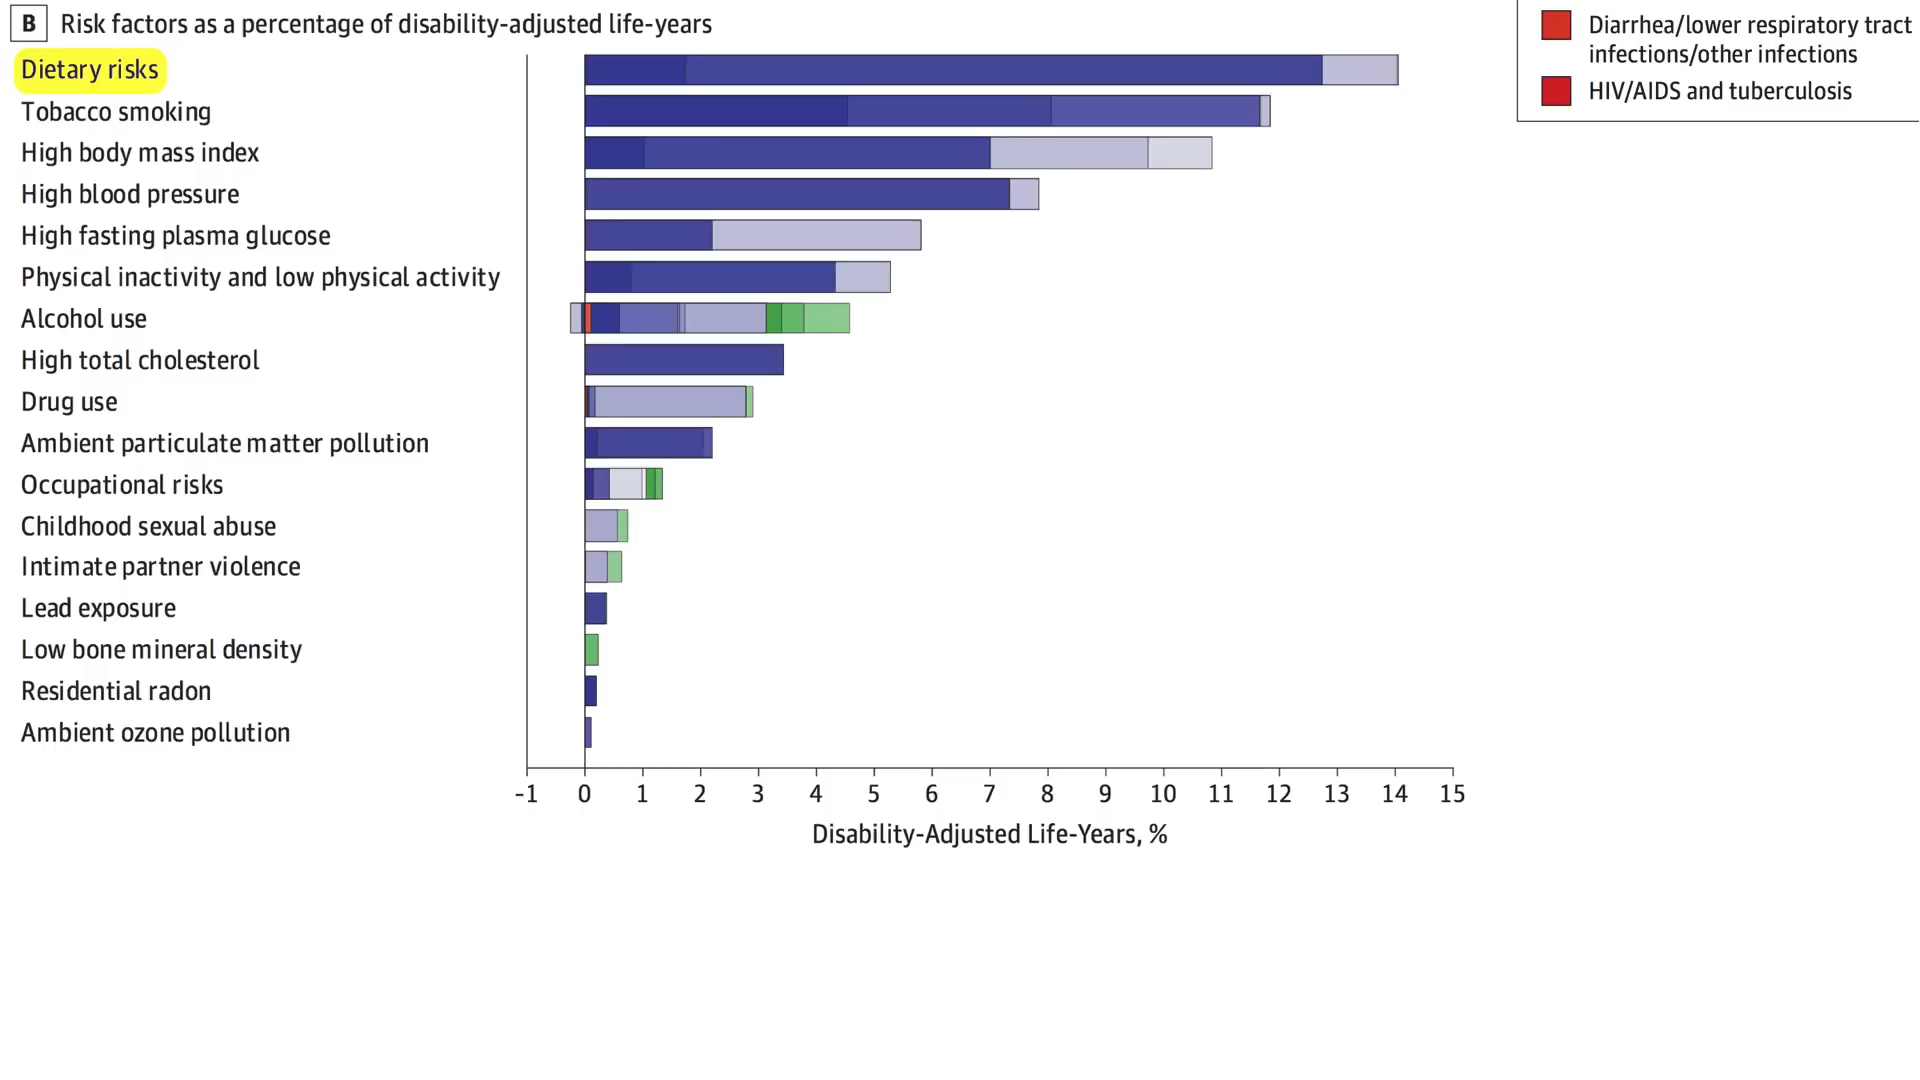 B Risk factors as a percentage of disability-adjusted life-years
Diarrhea/lower respiratory tract
infections/other infections
HIV/AIDS and tuberculosis
Dietary risks
Tobacco smoking
High body mass index
High blood pressure
High fasting plasma glucose
Physical inactivity and low physical activity
Alcohol use
High total cholesterol
Drug use
Ambient particulate matter pollution
Occupational risks
Childhood sexual abuse
Intimate partner violence
Lead exposure
Low bone mineral density
Residential radon
Ambient ozone pollution
-1 0 1 2 3 4 5 6 7 8 9 10 11 12 13 14 15
Disability-Adjusted Life-Years, %